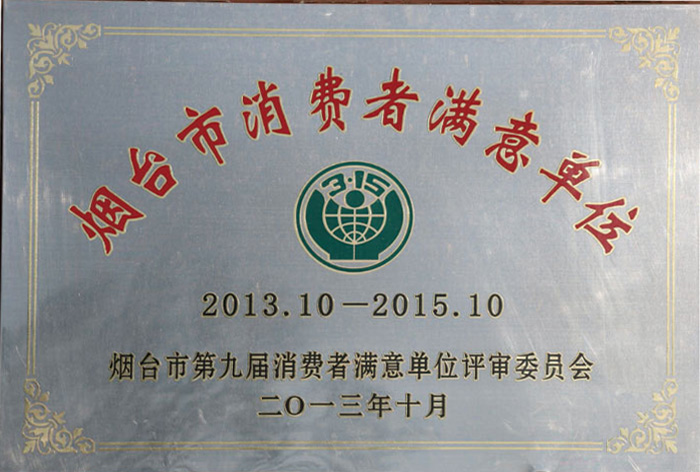 烟台市消费者满意单位
3·15
2013.10－2015.10
烟台市第九届消费者满意单位评审委员会
二〇一三年十月